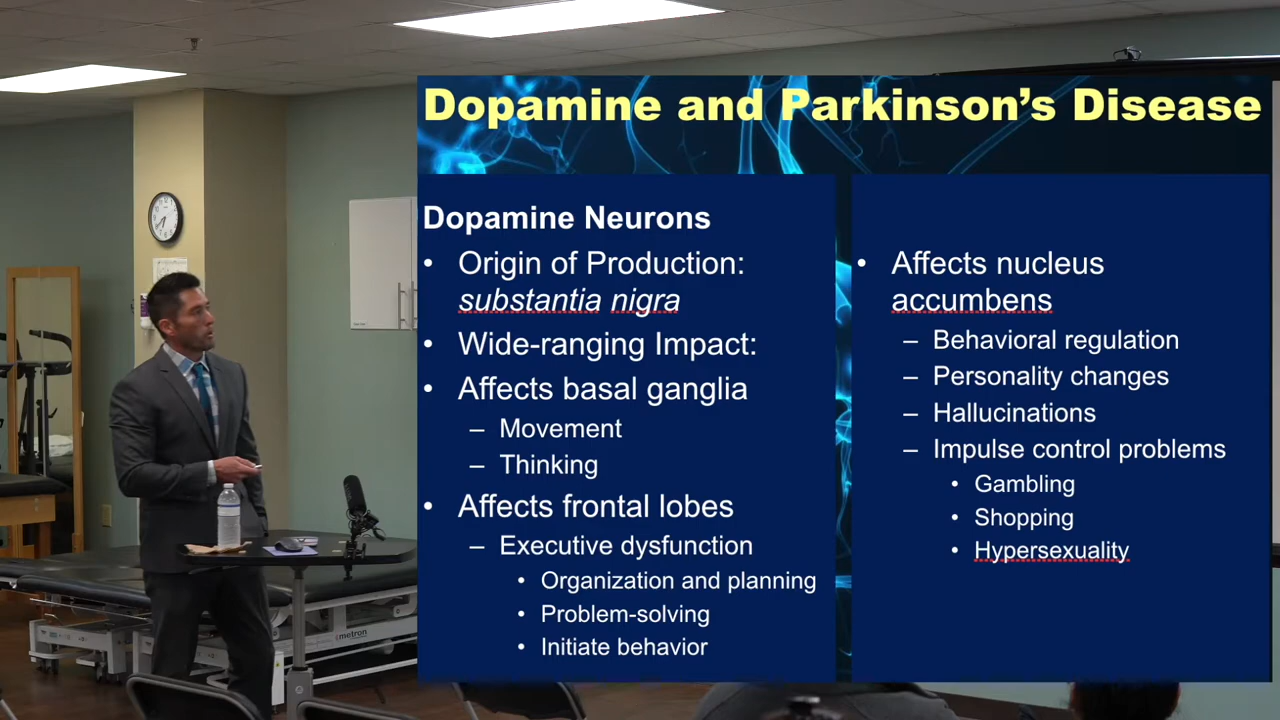 Dopamine and Parkinson’s Disease
Dopamine Neurons
• Origin of Production:
substantia nigra
• Wide-ranging Impact:
• Affects basal ganglia
– Movement
– Thinking
• Affects frontal lobes
– Executive dysfunction
• Organization and planning
• Problem-solving
• Initiate behavior
• Affects nucleus
accumbens
– Behavioral regulation
– Personality changes
– Hallucinations
– Impulse control problems
• Gambling
• Shopping
• Hypersexuality
metron